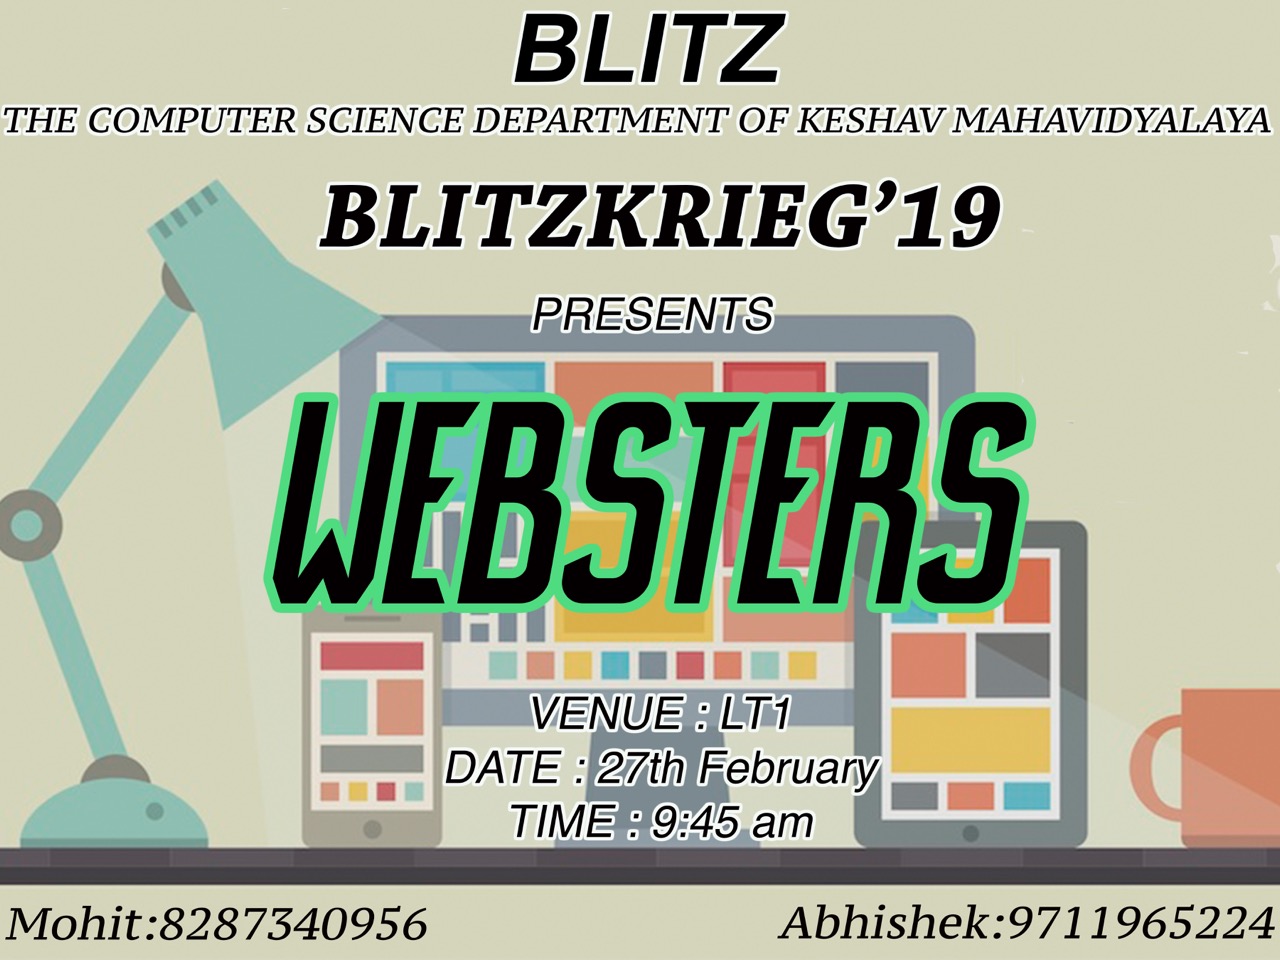 BLITZ
THE COMPUTER SCIENCE DEPARTMENT OF KESHAV MAHAVIDYALAYA
BLITZKRIEG’19
PRESENTS
WEBSTERS
VENUE : LT1
DATE : 27th February
TIME : 9:45 am
Mohit:8287340956
Abhishek:9711965224